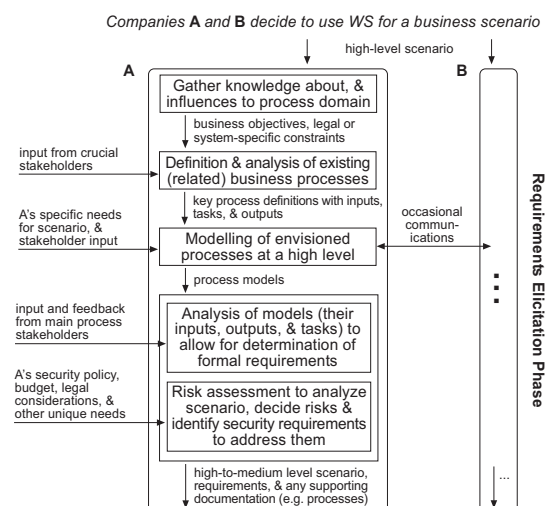 Companies A and B decide to use WS for a business scenario
high-level scenario
A
B
Gather knowledge about, &
influences to process domain
business objectives, legal or
system-specific constraints
input from crucial
stakeholders
Definition & analysis of existing
(related) business processes
key process definitions with inputs,
tasks, & outputs
A's specific needs
for scenario, &
stakeholder input
Modelling of envisioned
processes at a high level
occasional
commun-
ications
process models
input and feedback
from main process
stakeholders
Analysis of models (their
inputs, outputs, & tasks) to
allow for determination of
formal requirements
A's security policy,
budget, legal
considerations, &
other unique needs
Risk assessment to analyze
scenario, decide risks &
identify security requirements
to address them
high-to-medium level scenario,
requirements, & any supporting
documentation (e.g. processes)
...
Requirements Elicitation Phase